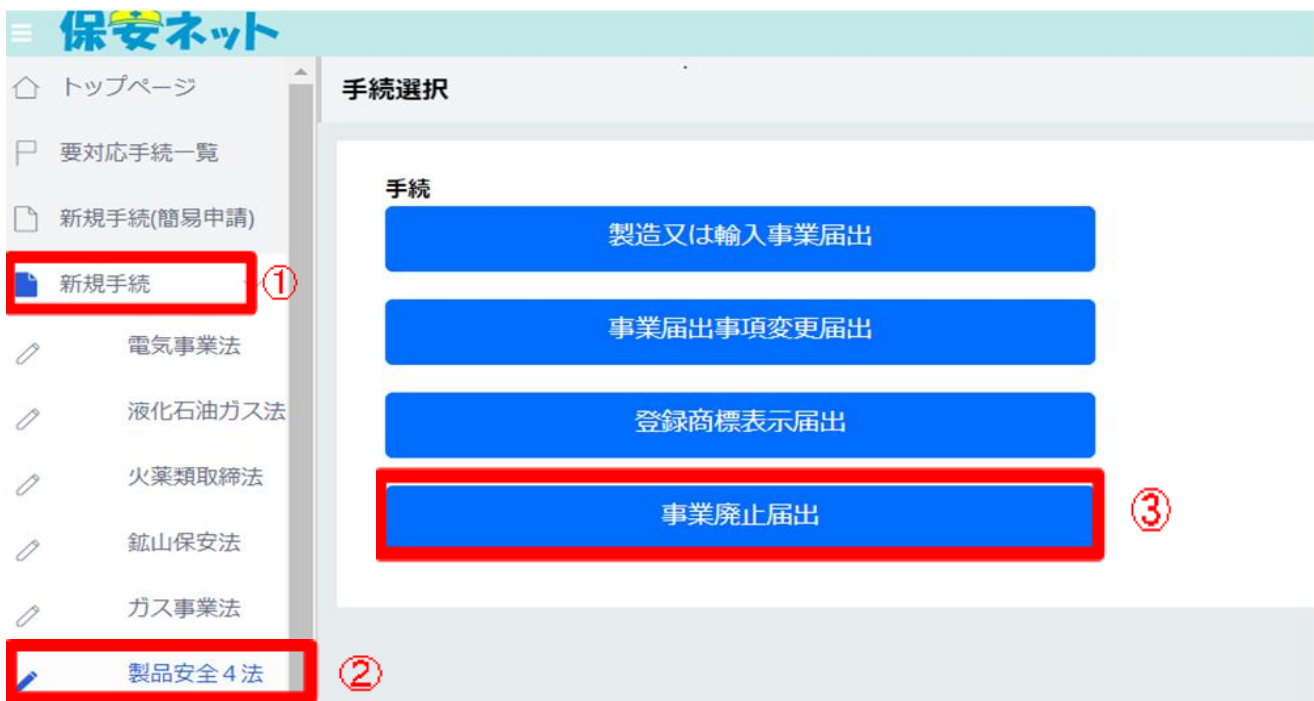 保安ネット
トップページ
要対応手続一覧
新規手続(簡易申請)
新規手続
①
電気事業法
液化石油ガス法
火薬類取締法
鉱山保安法
ガス事業法
製品安全４法
②
手続選択
手続
製造又は輸入事業届出
事業届出事項変更届出
登録商標表示届出
事業廃止届出
③